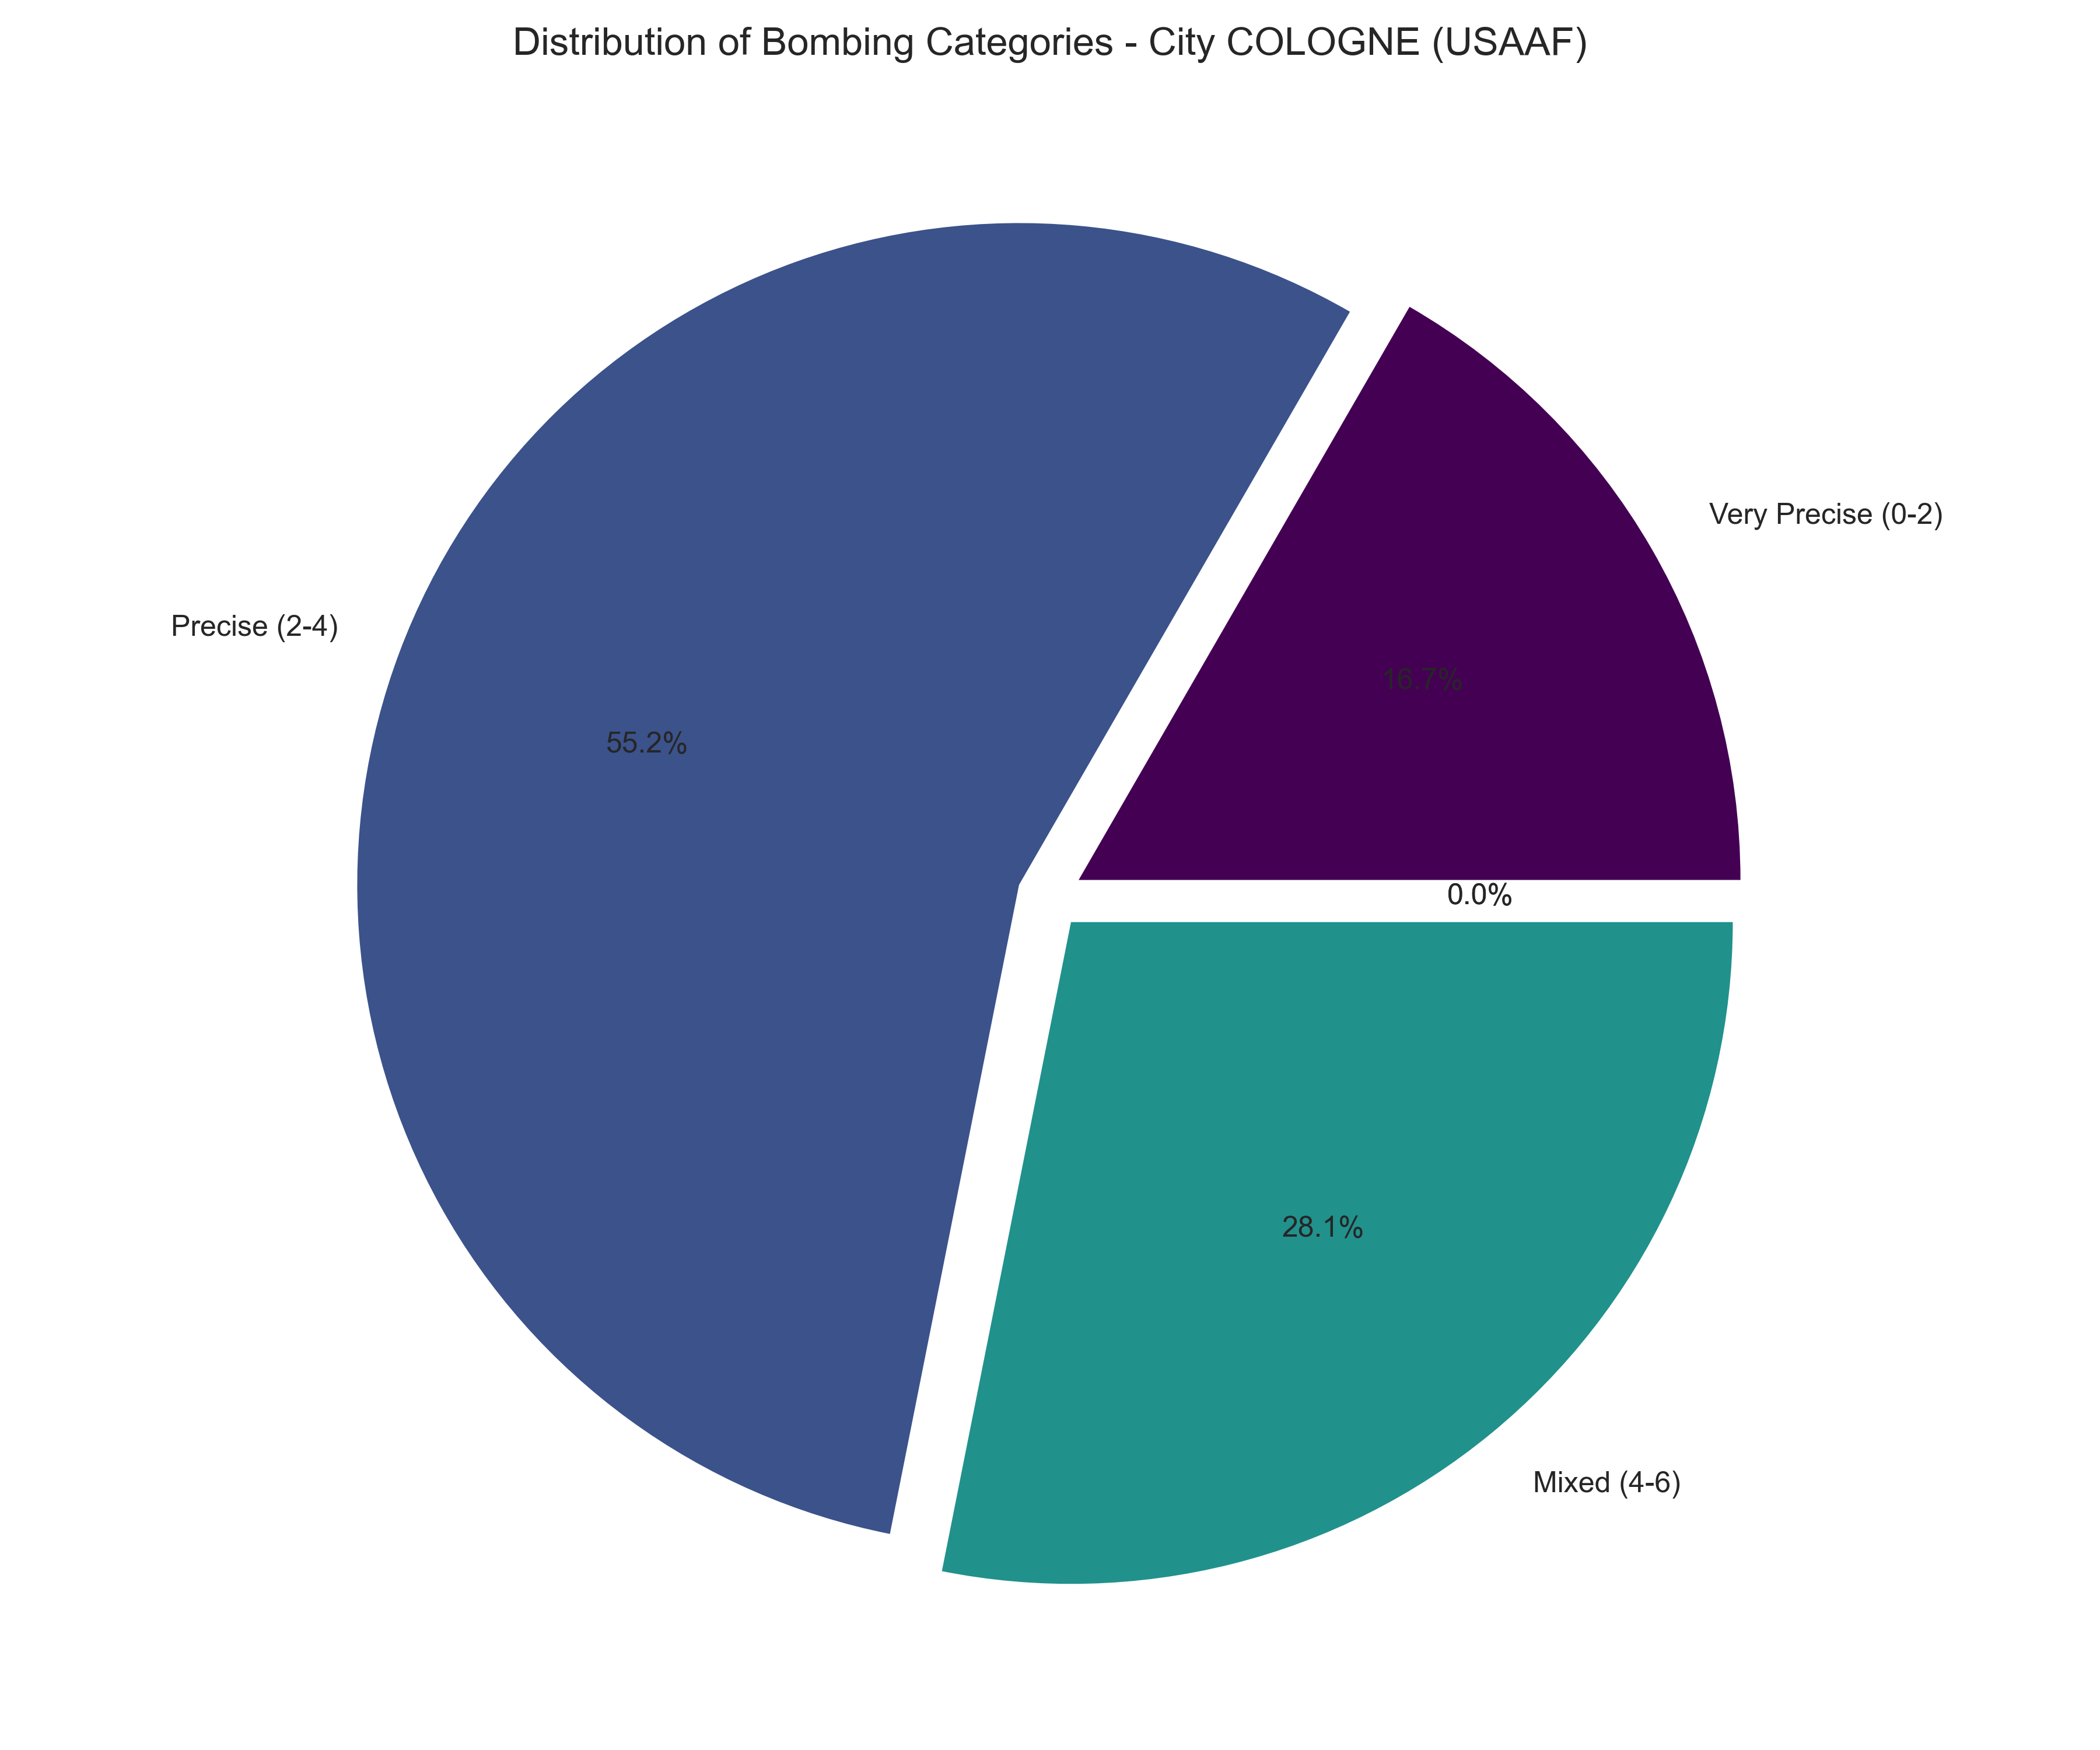 Distribution of Bombing Categories - City COLOGNE (USAAF)
Very Precise (0-2)
Precise (2-4)
16.7%
55.2%
0.0%
28.1%
Mixed (4-6)